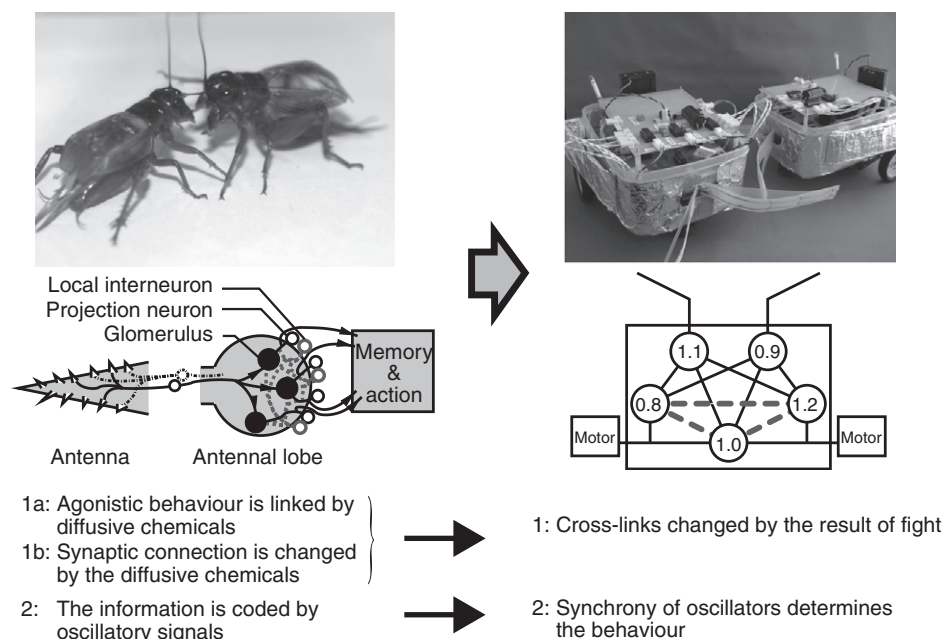 Local interneuron
Projection neuron
Glomerulus
Memory
&
action
Antenna
Antennal lobe
1.1
0.9
0.8
1.2
1.0
Motor
Motor
1a: Agonistic behaviour is linked by
diffusive chemicals
1b: Synaptic connection is changed
by the diffusive chemicals
2: The information is coded by
oscillatory signals
1: Cross-links changed by the result of fight
2: Synchrony of oscillators determines
the behaviour